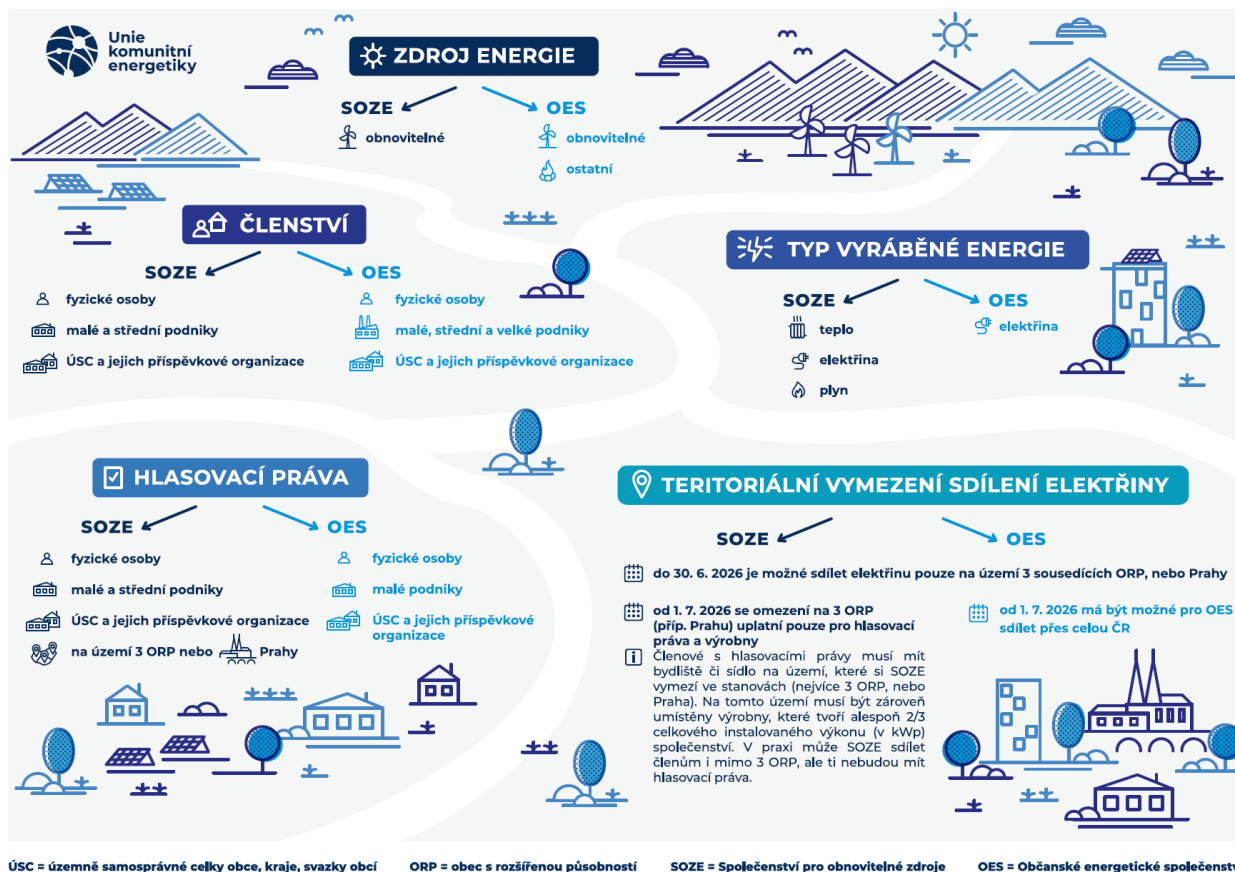 Unie
komunitní
energetiky
ZDROJ ENERGIE
SOZE
obnovitelné
OES
obnovitelné
ostatní
ČLENSTVÍ
SOZE
fyzické osoby
malé a střední podniky
ÚSC a jejich příspěvkové organizace
OES
fyzické osoby
malé, střední a velké podniky
ÚSC a jejich příspěvkové organizace
TYP VYRÁBĚNÉ ENERGIE
SOZE
teplo
elektřina
plyn
OES
elektřina
HLASOVACÍ PRÁVA
SOZE
fyzické osoby
malé a střední podniky
ÚSC a jejich příspěvkové organizace
na území 3 ORP nebo Prahy
OES
fyzické osoby
malé podniky
ÚSC a jejich příspěvkové
organizace
TERITORIÁLNÍ VYMEZENÍ SDÍLENÍ ELEKTŘINY
SOZE
OES
do 30. 6. 2026 je možné sdílet elektřinu pouze na území 3 sousedících ORP, nebo Prahy
od 1. 7. 2026 se omezení na 3 ORP
(příp. Prahu) uplatní pouze pro hlasovací
práva a výrobny
Členové s hlasovacími právy musí mít
bydliště či sídlo na území, které si SOZE
vymezí ve stanovách (nejvíce 3 ORP, nebo
Praha). Na tomto území musí být zároveň
umístěny výrobny, které tvoří alespoň 2/3
celkového instalovaného výkonu (v kWp)
společenství. V praxi může SOZE sdílet
členům i mimo 3 ORP, ale ti nebudou mít
hlasovací práva.
od 1. 7. 2026 má být možné pro OES
sdílet přes celou ČR
ÚSC = územně samosprávné celky obce, kraje, svazky obcí
ORP = obec s rozšířenou působností
SOZE = Společenství pro obnovitelné zdroje
OES = Občanské energetické společenst